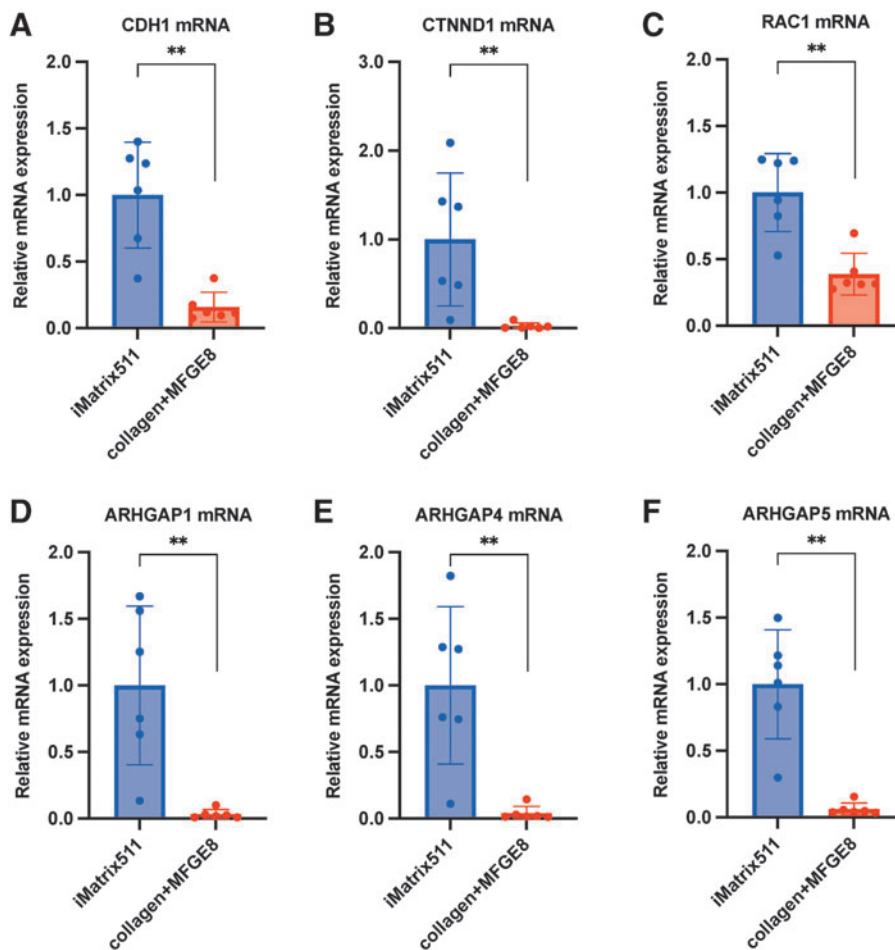 A
CDH1 mRNA
**
Relative mRNA expression
2.0
1.5
1.0
0.5
0.0
iMatrix511
collagen+MFGE8
B
CTNND1 mRNA
**
Relative mRNA expression
3.0
2.0
1.0
0.0
iMatrix511
collagen+MFGE8
C
RAC1 mRNA
**
Relative mRNA expression
2.0
1.5
1.0
0.5
0.0
iMatrix511
collagen+MFGE8
D
ARHGAP1 mRNA
**
Relative mRNA expression
2.0
1.5
1.0
0.5
0.0
iMatrix511
collagen+MFGE8
E
ARHGAP4 mRNA
**
Relative mRNA expression
2.0
1.5
1.0
0.5
0.0
iMatrix511
collagen+MFGE8
F
ARHGAP5 mRNA
**
Relative mRNA expression
2.0
1.5
1.0
0.5
0.0
iMatrix511
collagen+MFGE8